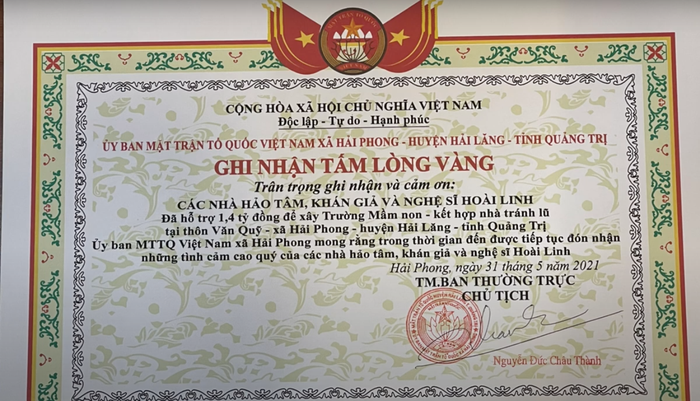 CỘNG HÒA XÃ HỘI CHỦ NGHĨA VIỆT NAM
Độc lập - Tự do - Hạnh phúc
ỦY BAN MẶT TRẬN TỔ QUỐC VIỆT NAM XÃ HẢI PHONG - HUYỆN HẢI LĂNG - TỈNH QUẢNG TRỊ
GHI NHẬN TẤM LÒNG VÀNG
Trân trọng ghi nhận và cảm ơn:
CÁC NHÀ HẢO TÂM, KHÁN GIẢ VÀ NGHỆ SĨ HOÀI LINH
Đã hỗ trợ 1,4 tỷ đồng để xây Trường Mầm non - kết hợp nhà tránh lũ
tại thôn Văn Quỹ - xã Hải Phong - huyện Hải Lăng - tỉnh Quảng Trị
Ủy ban MTTQ Việt Nam xã Hải Phong mong rằng trong thời gian đến được tiếp tục đón nhận
những tình cảm cao quý của các nhà hảo tâm, khán giả và nghệ sĩ Hoài Linh
Hải Phong, ngày 31 tháng 5 năm 2021
TM.BAN THƯỜNG TRỰC
CHỦ TỊCH
Nguyễn Đức Châu Thành